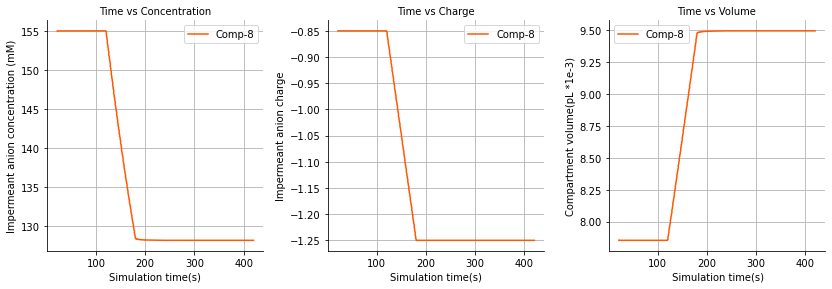 Time vs Concentration
Impermeant anion concentration (mM)
155
150
145
140
135
130
100
200
300
400
Simulation time(s)
Comp-8
Time vs Charge
Impermeant anion charge
−0.85
−0.90
−0.95
−1.00
−1.05
−1.10
−1.15
−1.20
−1.25
100
200
300
400
Simulation time(s)
Comp-8
Time vs Volume
Compartment volume(pL *1e-3)
9.50
9.25
9.00
8.75
8.50
8.25
8.00
100
200
300
400
Simulation time(s)
Comp-8